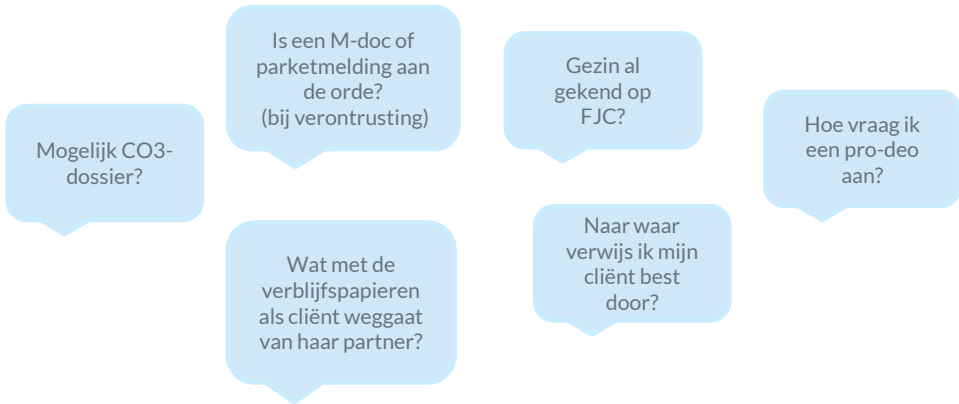 Mogelijk CO3-
dossier?
Is een M-doc of
parketmelding aan
de orde?
(bij verontrusting)
Gezin al
gekend op
FJC?
Hoe vraag ik
een pro-deo
aan?
Wat met de
verblijfspapieren
als cliënt weggaat
van haar partner?
Naar waar
verwijs ik mijn
cliënt best
door?